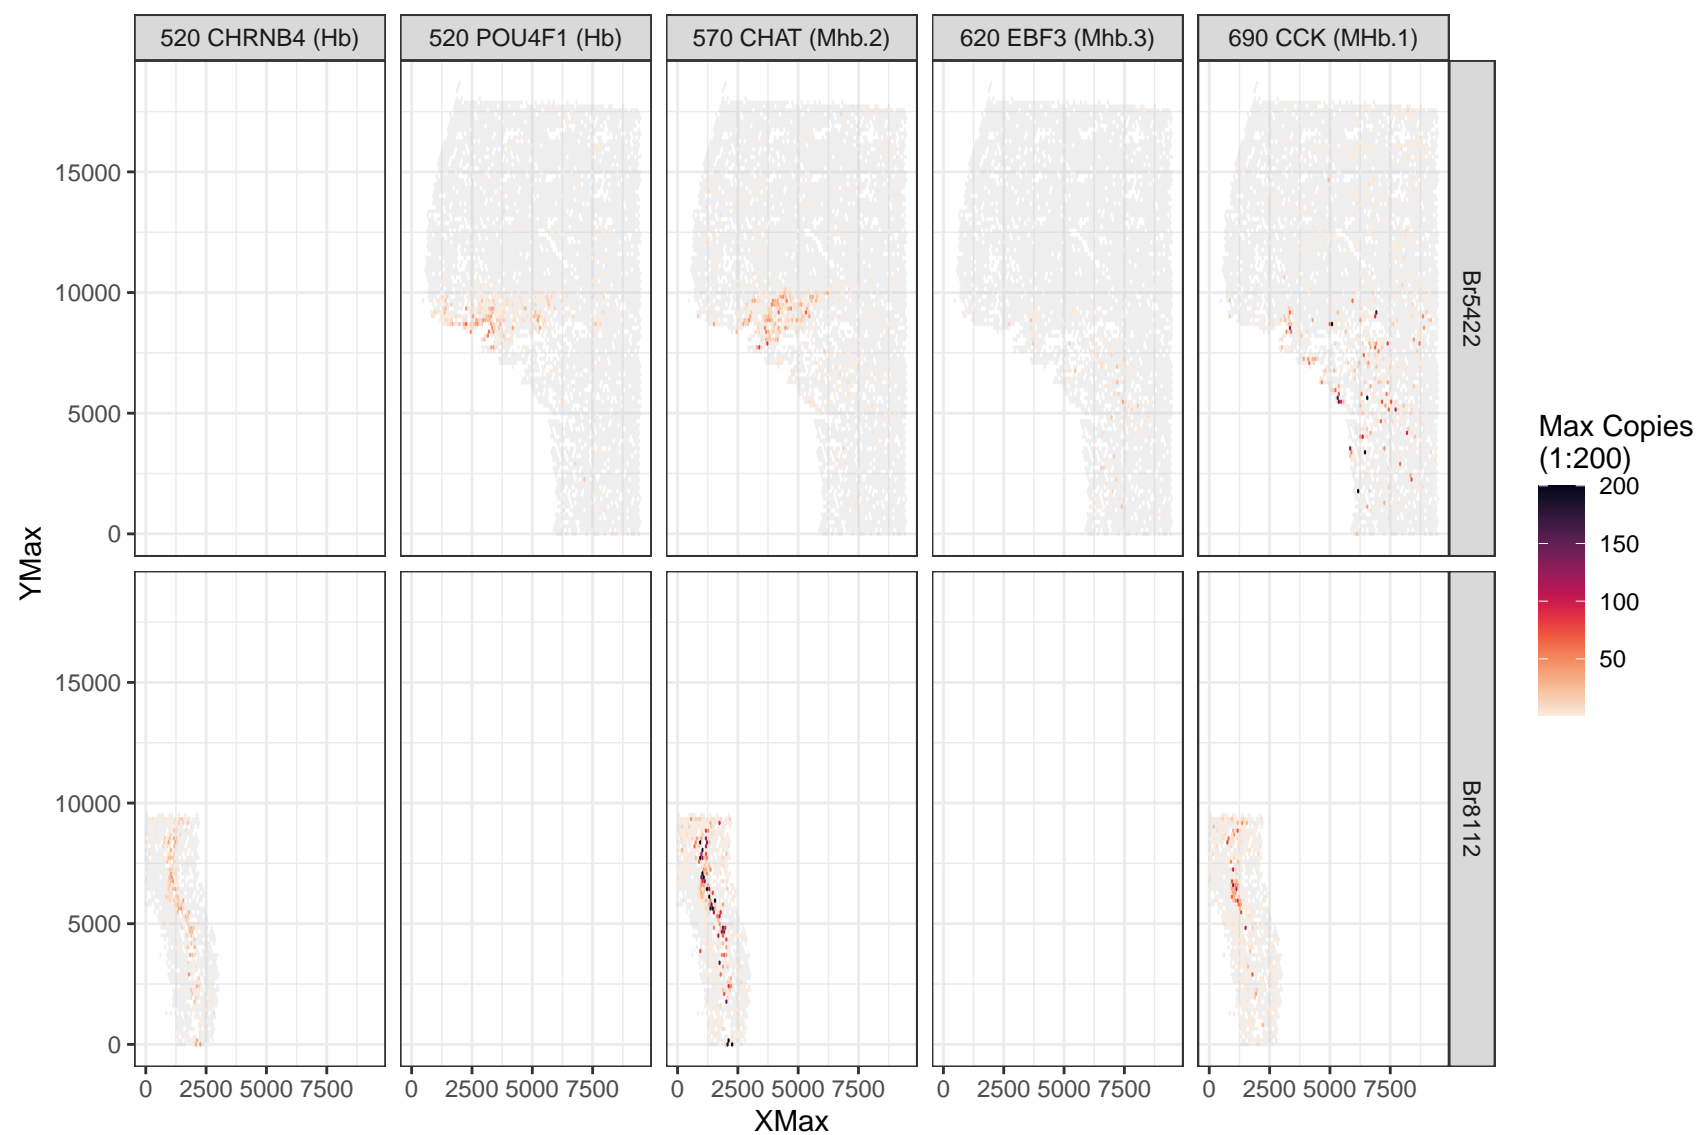 520 CHRNB4 (Hb)
520 POU4F1 (Hb)
570 CHAT (Mhb.2)
620 EBF3 (Mhb.3)
690 CCK (MHb.1)
15000
10000
5000
0
Br5422
15000
10000
5000
0
Br8112
0 2500 5000 7500
0 2500 5000 7500
0 2500 5000 7500
0 2500 5000 7500
0 2500 5000 7500
XMax
YMax
Max Copies
(1:200)
200
150
100
50